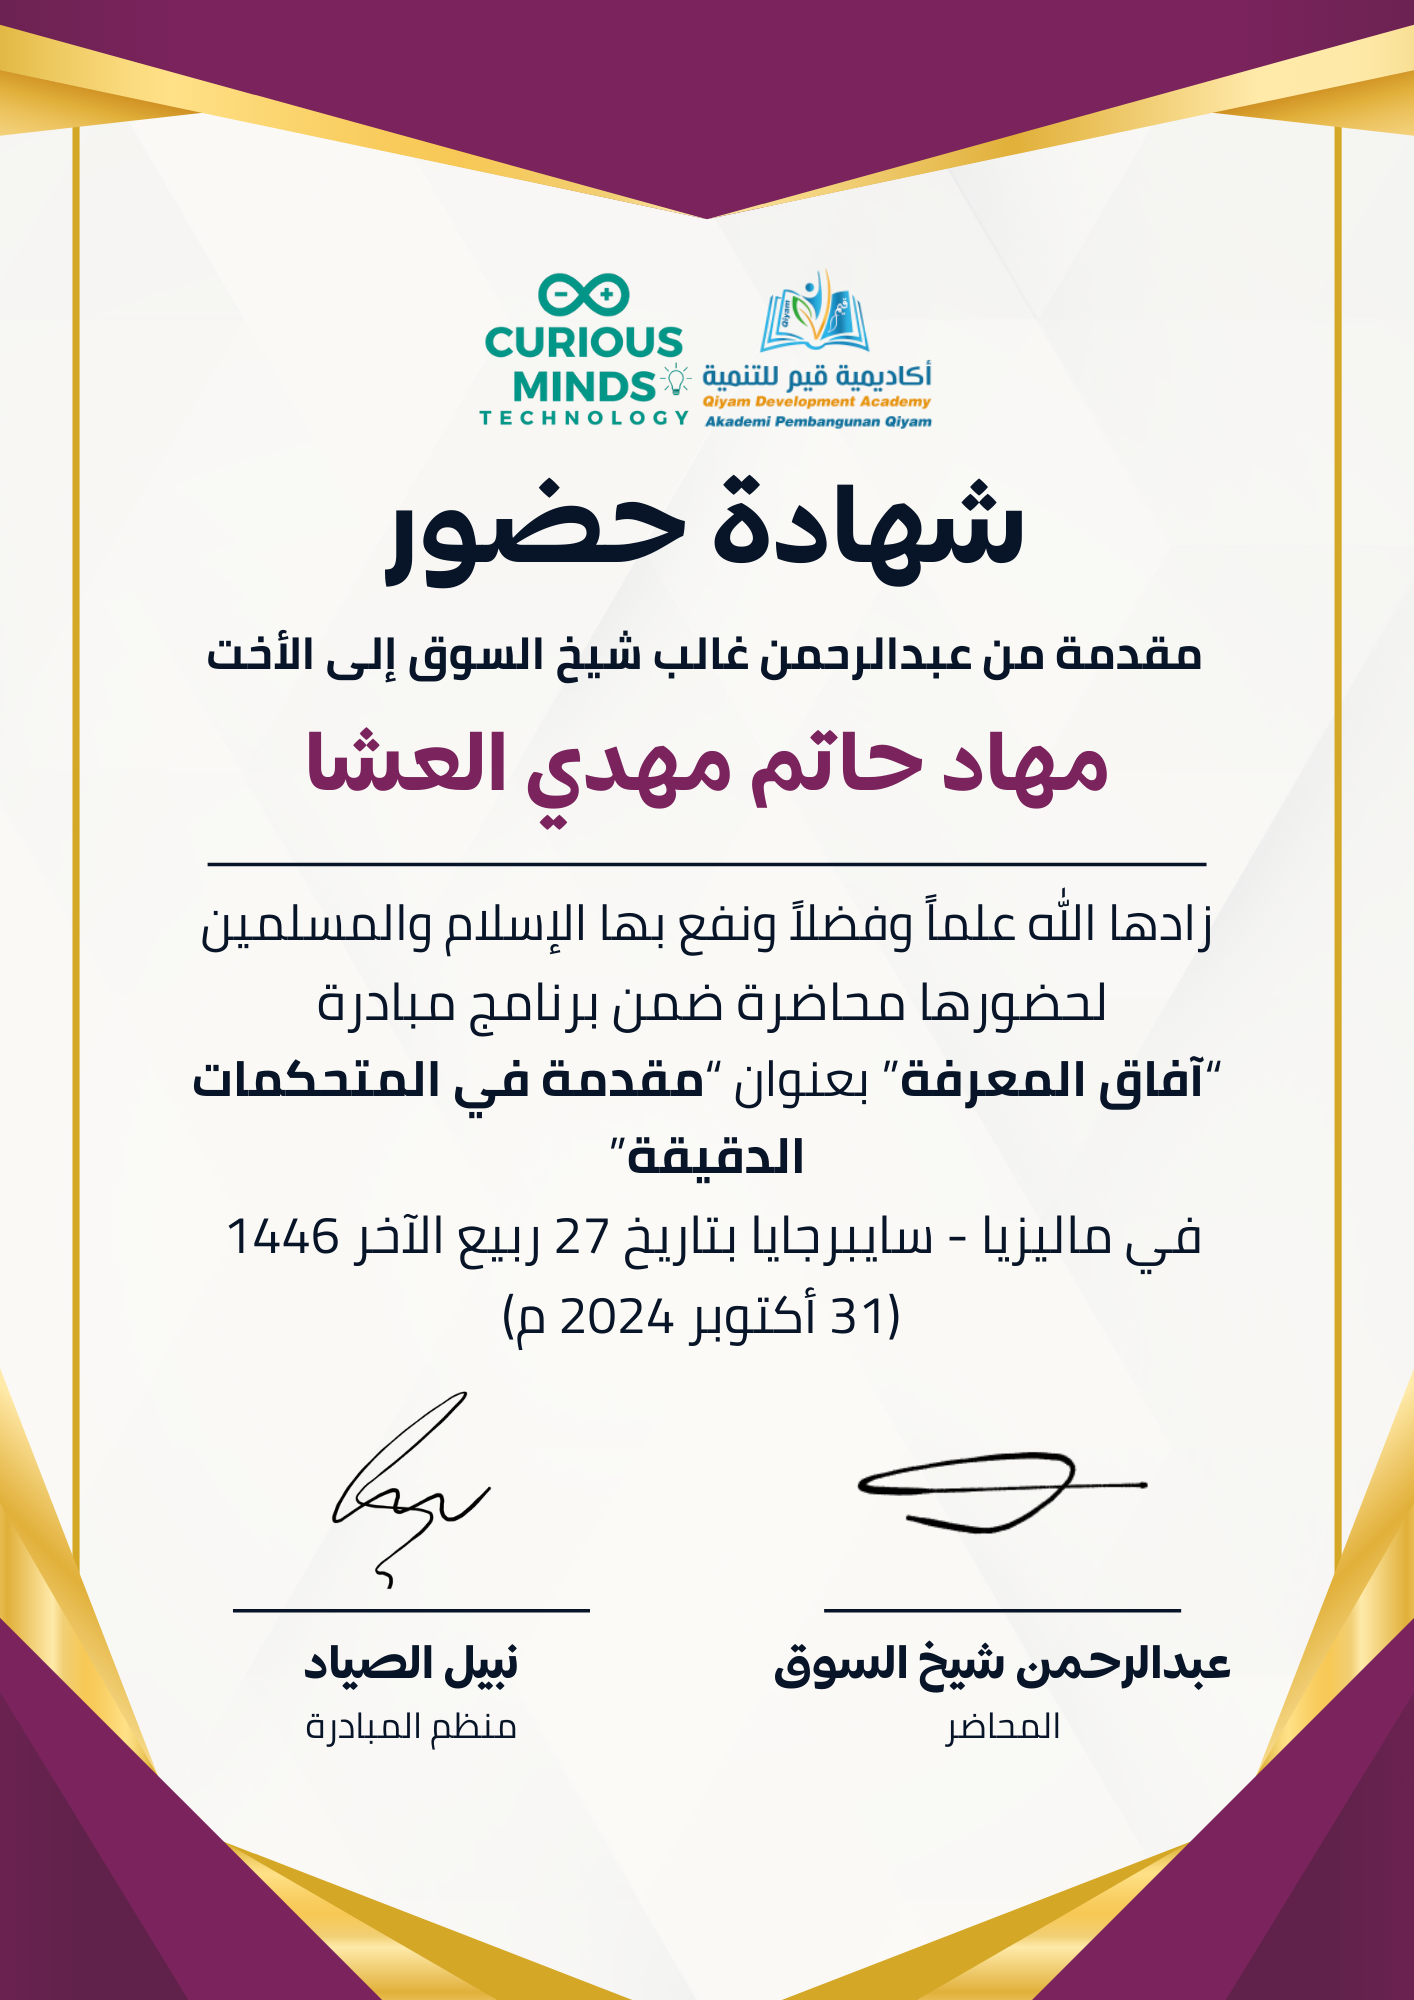 CURIOUS
MINDS
TECHNOLOGY
Qiyam
قيم
أكاديمية قيم للتنمية
Qiyam Development Academy
Akademi Pembangunan Qiyam
شهادة حضور
مقدمة من عبدالرحمن غالب شيخ السوق إلى الأخت
مهاد حاتم مهدي العشا
زادها الله علماً وفضلاً ونفع بها الإسلام والمسلمين
لحضورها محاضرة ضمن برنامج مبادرة
“آفاق المعرفة” بعنوان “مقدمة في المتحكمات
الدقيقة”
في ماليزيا - سايبرجايا بتاريخ 27 ربيع الآخر 1446
(31 أكتوبر 2024 م)
عبدالرحمن شيخ السوق
المحاضر
نبيل الصياد
منظم المبادرة